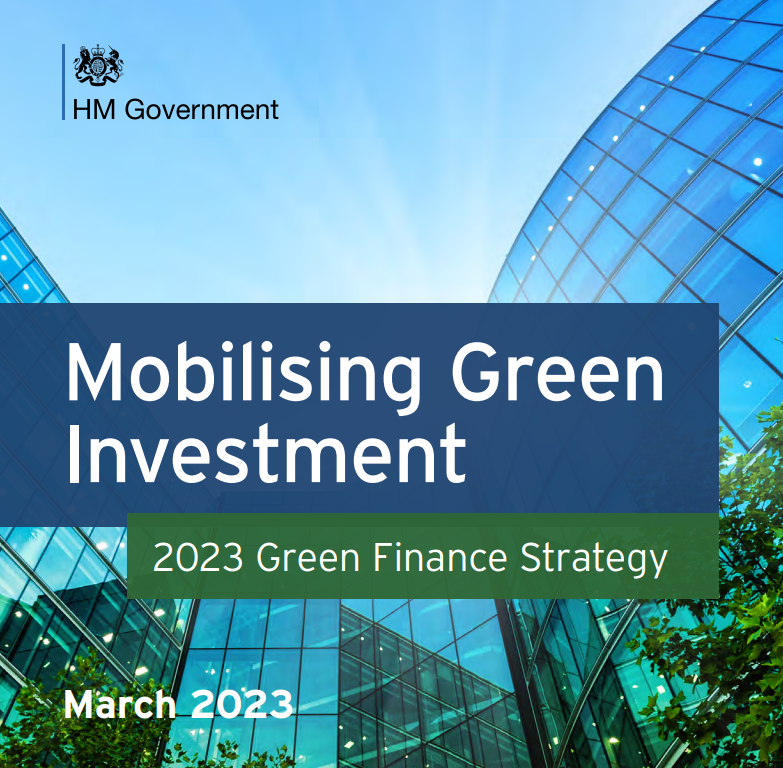 HM Government
Mobilising Green
Investment
2023 Green Finance Strategy
March 2023